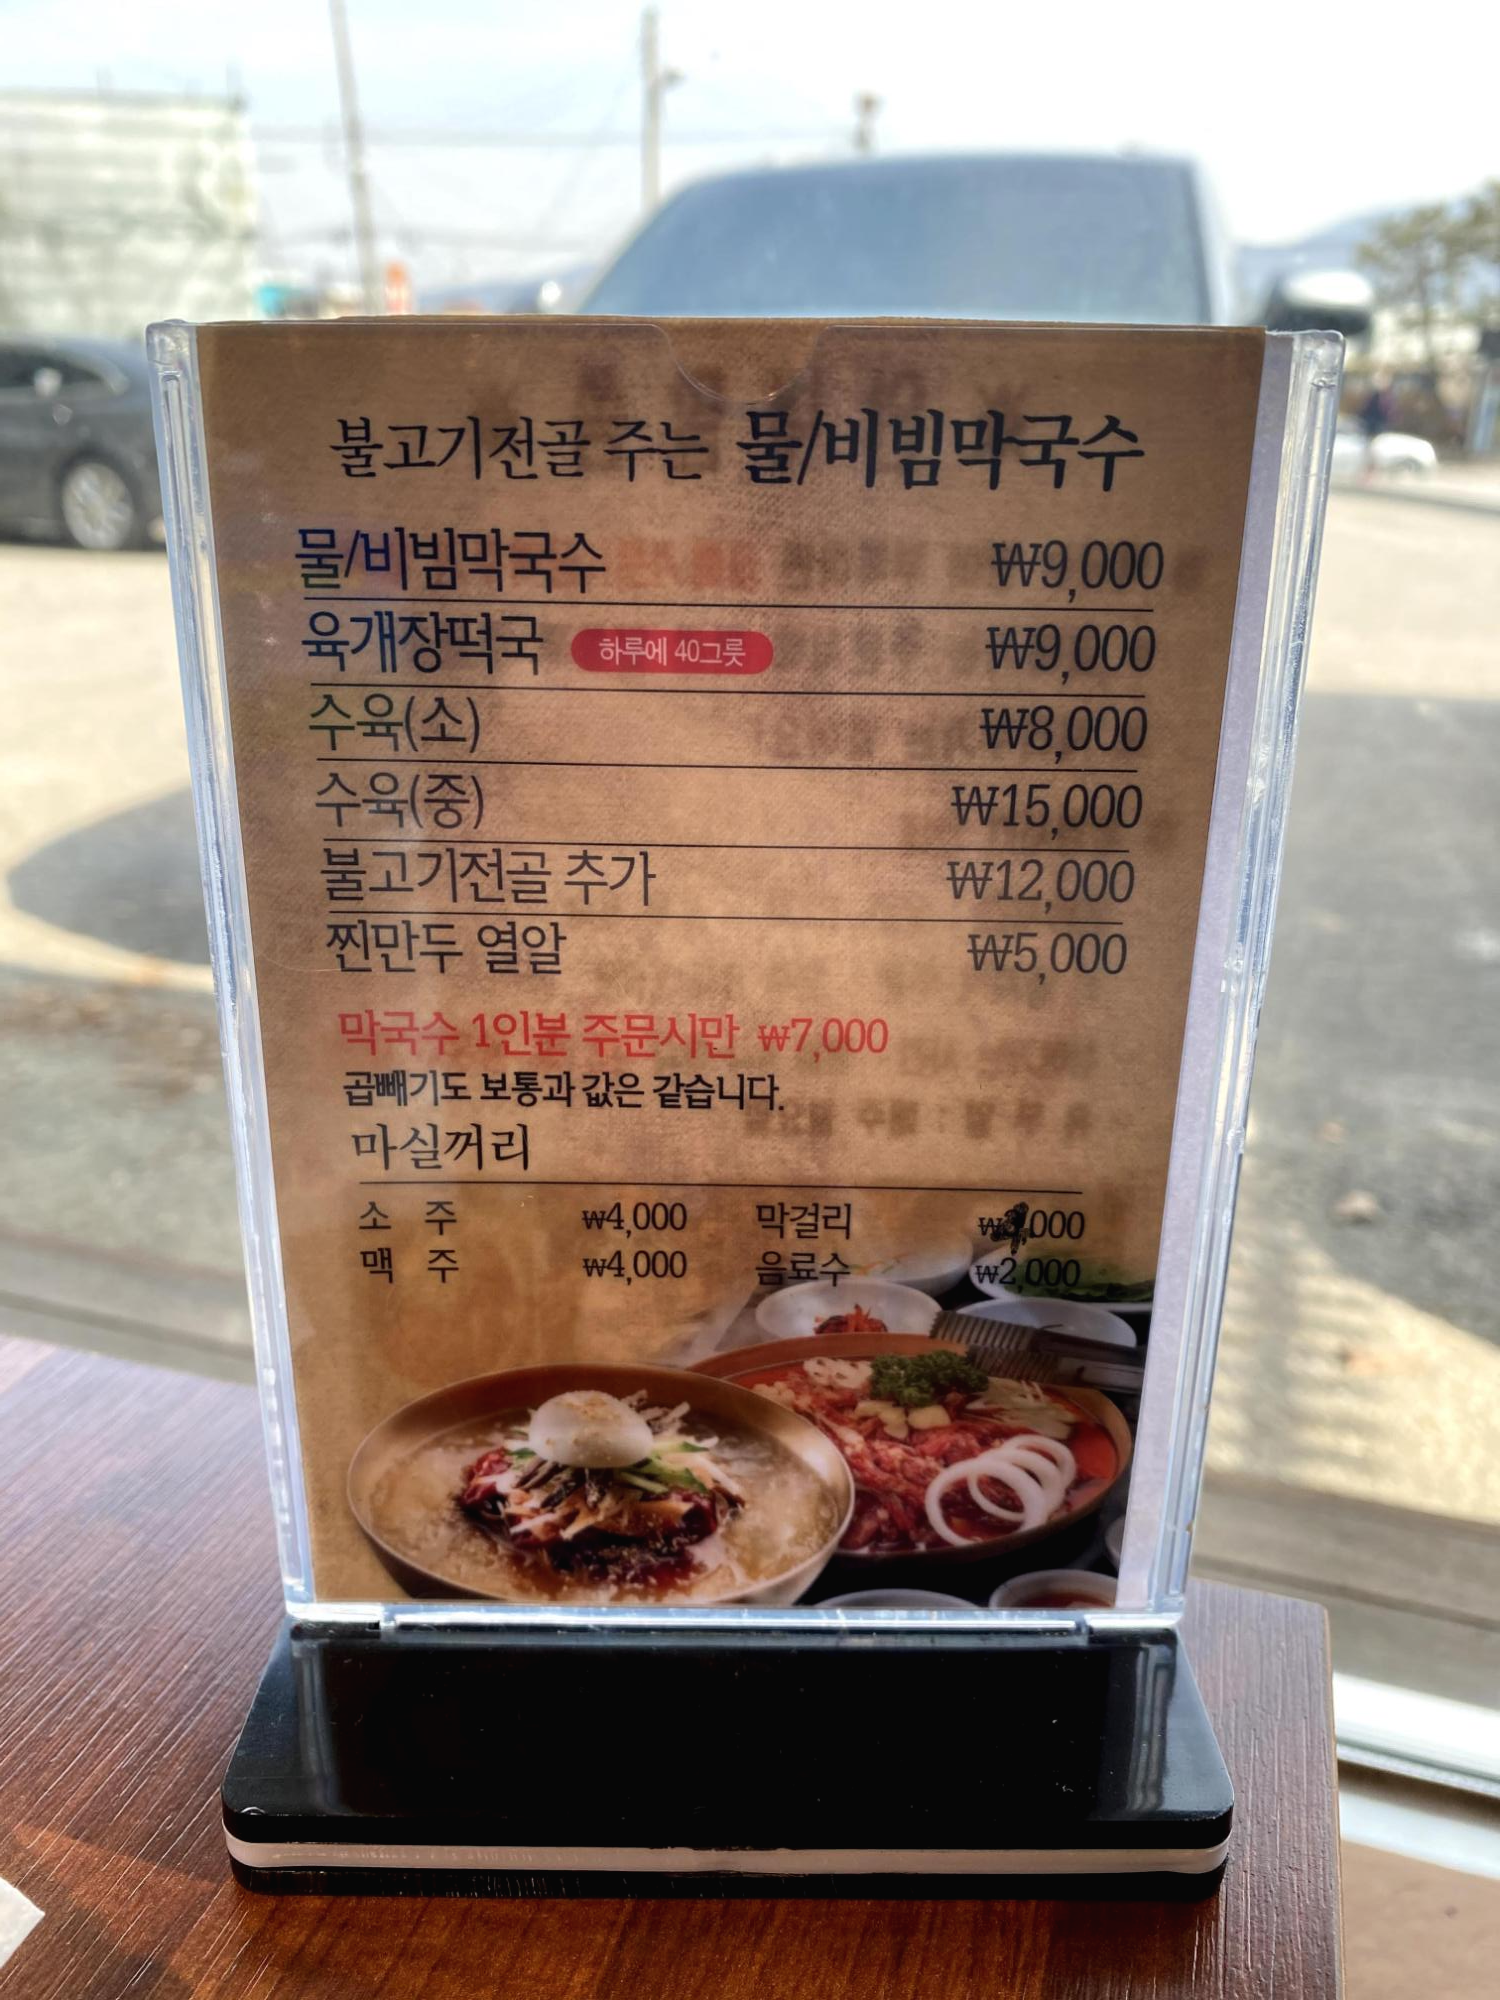 불고기전골 주는 물/비빔막국수
물/비빔막국수 ₩9,000
육개장떡국 하루에 40그릇 ₩9,000
수육(소) ₩8,000
수육(중) ₩15,000
불고기전골 추가 ₩12,000
찐만두 열알 ₩5,000
막국수 1인분 주문시만 ₩7,000
곱빼기도 보통과 값은 같습니다.
마실꺼리
소 주 ₩4,000 막걸리
맥 주 ₩4,000 음료수 ₩2,000